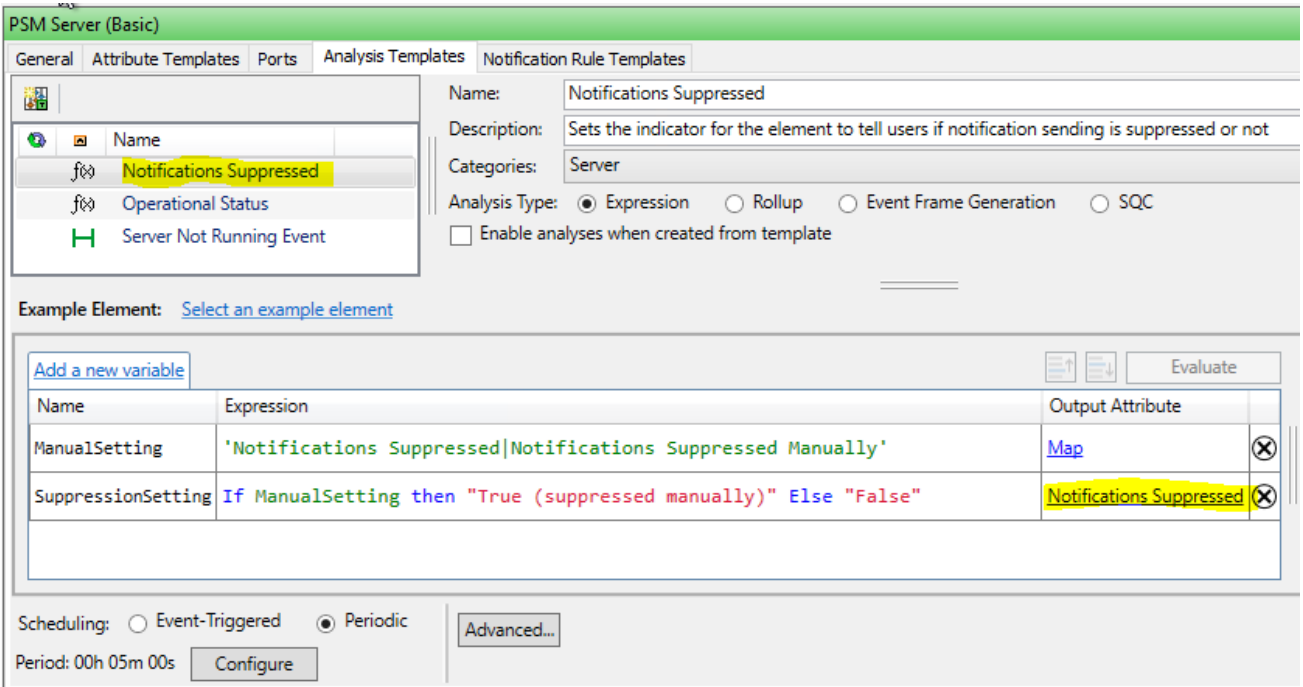 PSM Server (Basic)
General Attribute Templates Ports Analysis Templates Notification Rule Templates
Name
f(x) Notifications Suppressed
f(x) Operational Status
Server Not Running Event
Name: Notifications Suppressed
Description: Sets the indicator for the element to tell users if notification sending is suppressed or not
Categories: Server
Analysis Type: Expression Rollup Event Frame Generation SQC
Enable analyses when created from template
Example Element: Select an example element
Add a new variable Evaluate
Name Expression Output Attribute
ManualSetting 'Notifications Suppressed|Notifications Suppressed Manually' Map
SuppressionSetting If ManualSetting then "True (suppressed manually)" Else "False" Notifications Suppressed
Scheduling: Event-Triggered Periodic Advanced...
Period: 00h 05m 00s Configure